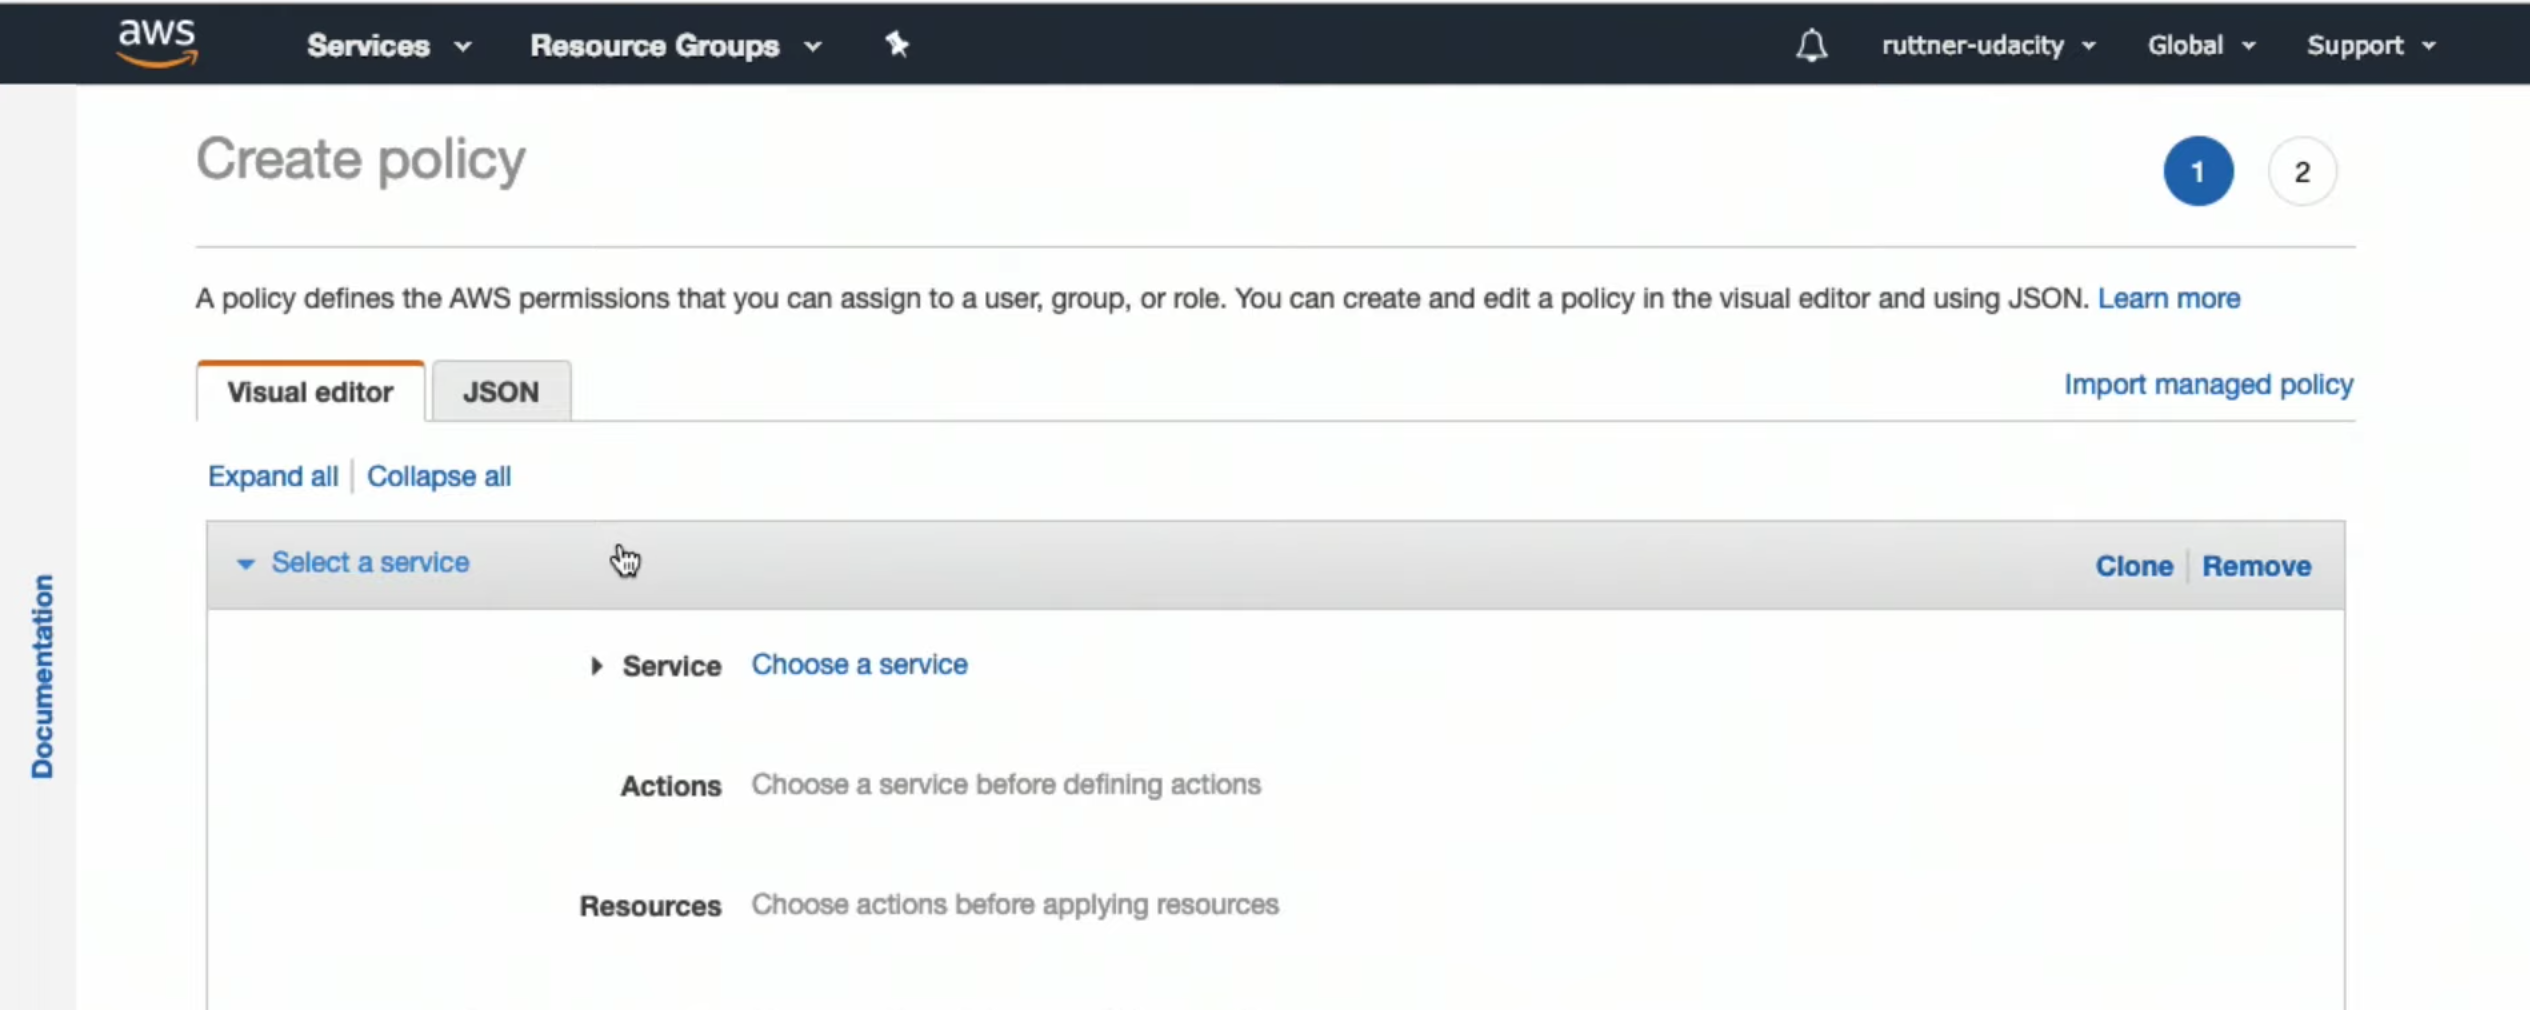 aws Services Resource Groups ruttner-udacity Global Support
Create policy 1 2
A policy defines the AWS permissions that you can assign to a user, group, or role. You can create and edit a policy in the visual editor and using JSON. Learn more
Visual editor JSON Import managed policy
Expand all Collapse all
Select a service Clone Remove
Documentation
Service Choose a service
Actions Choose a service before defining actions
Resources Choose actions before applying resources